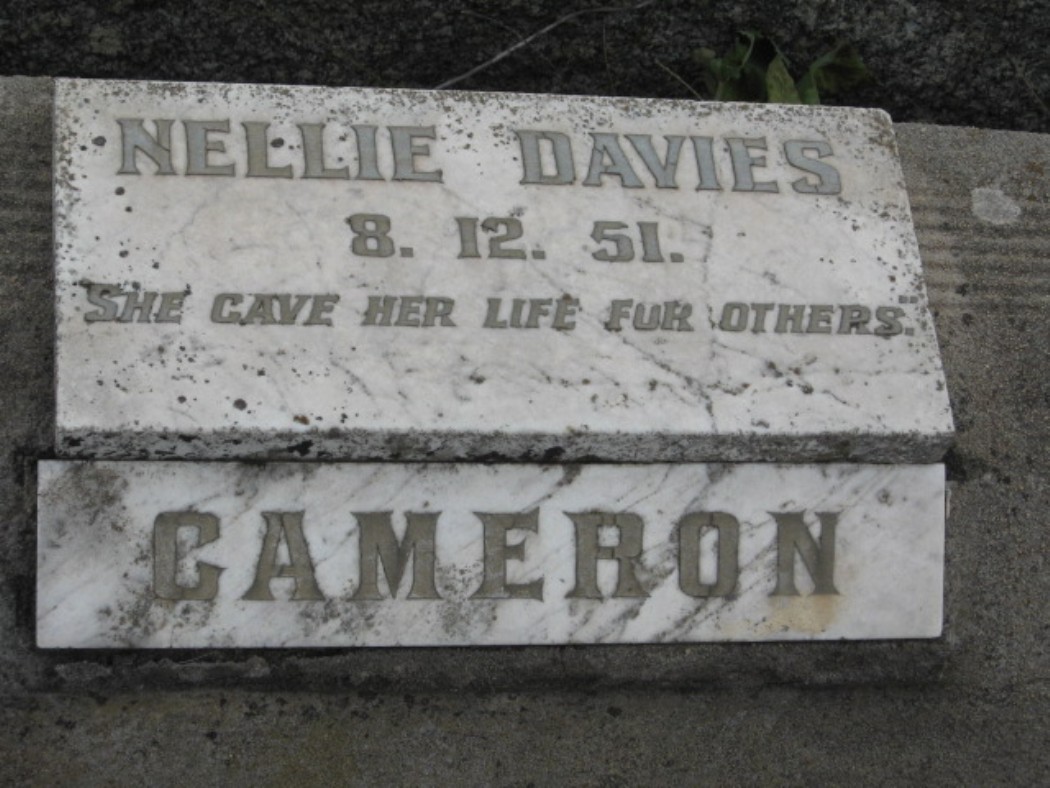 NELLIE DAVIES
8. 12. 51.
"SHE GAVE HER LIFE FOR OTHERS."
CAMERON